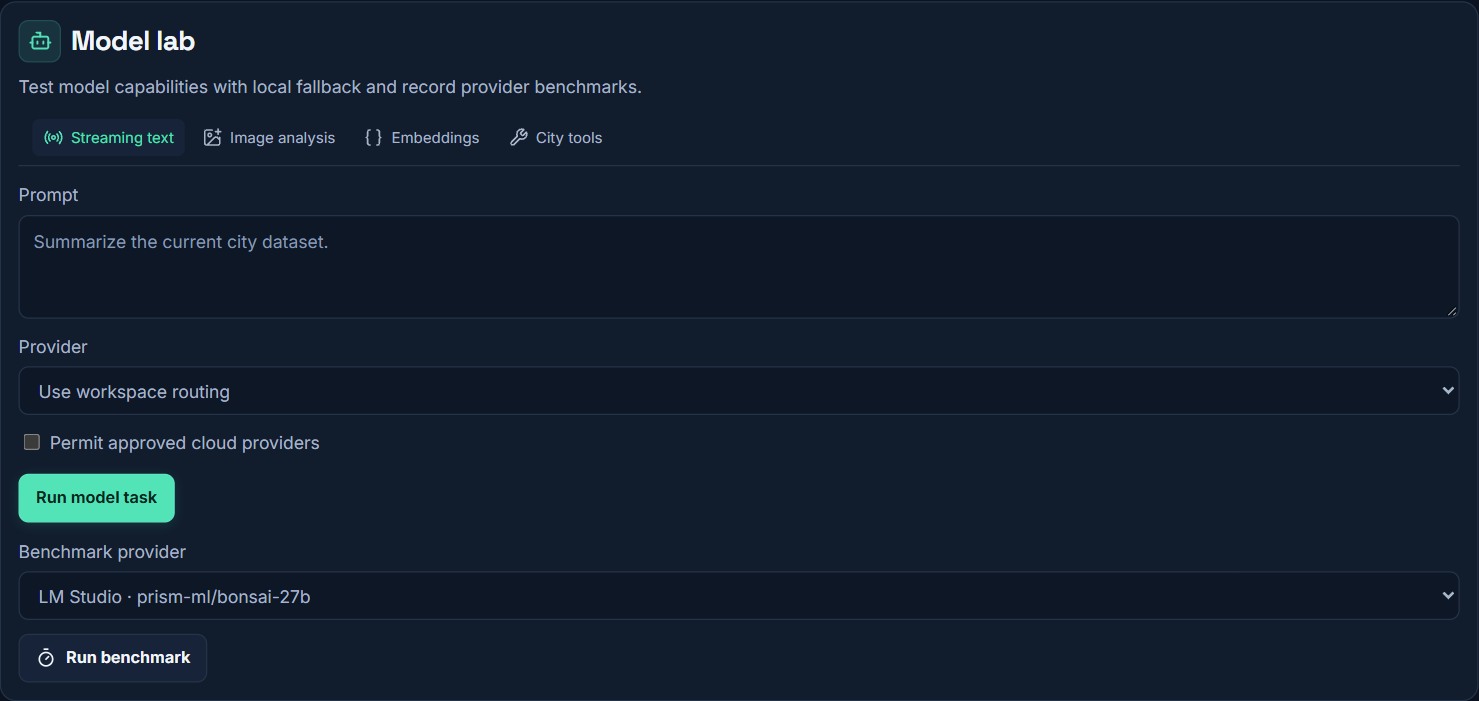 Model lab
Test model capabilities with local fallback and record provider benchmarks.
Streaming text Image analysis Embeddings City tools
Prompt
Summarize the current city dataset.
Provider
Use workspace routing
Permit approved cloud providers
Run model task
Benchmark provider
LM Studio · prism-ml/bonsai-27b
Run benchmark